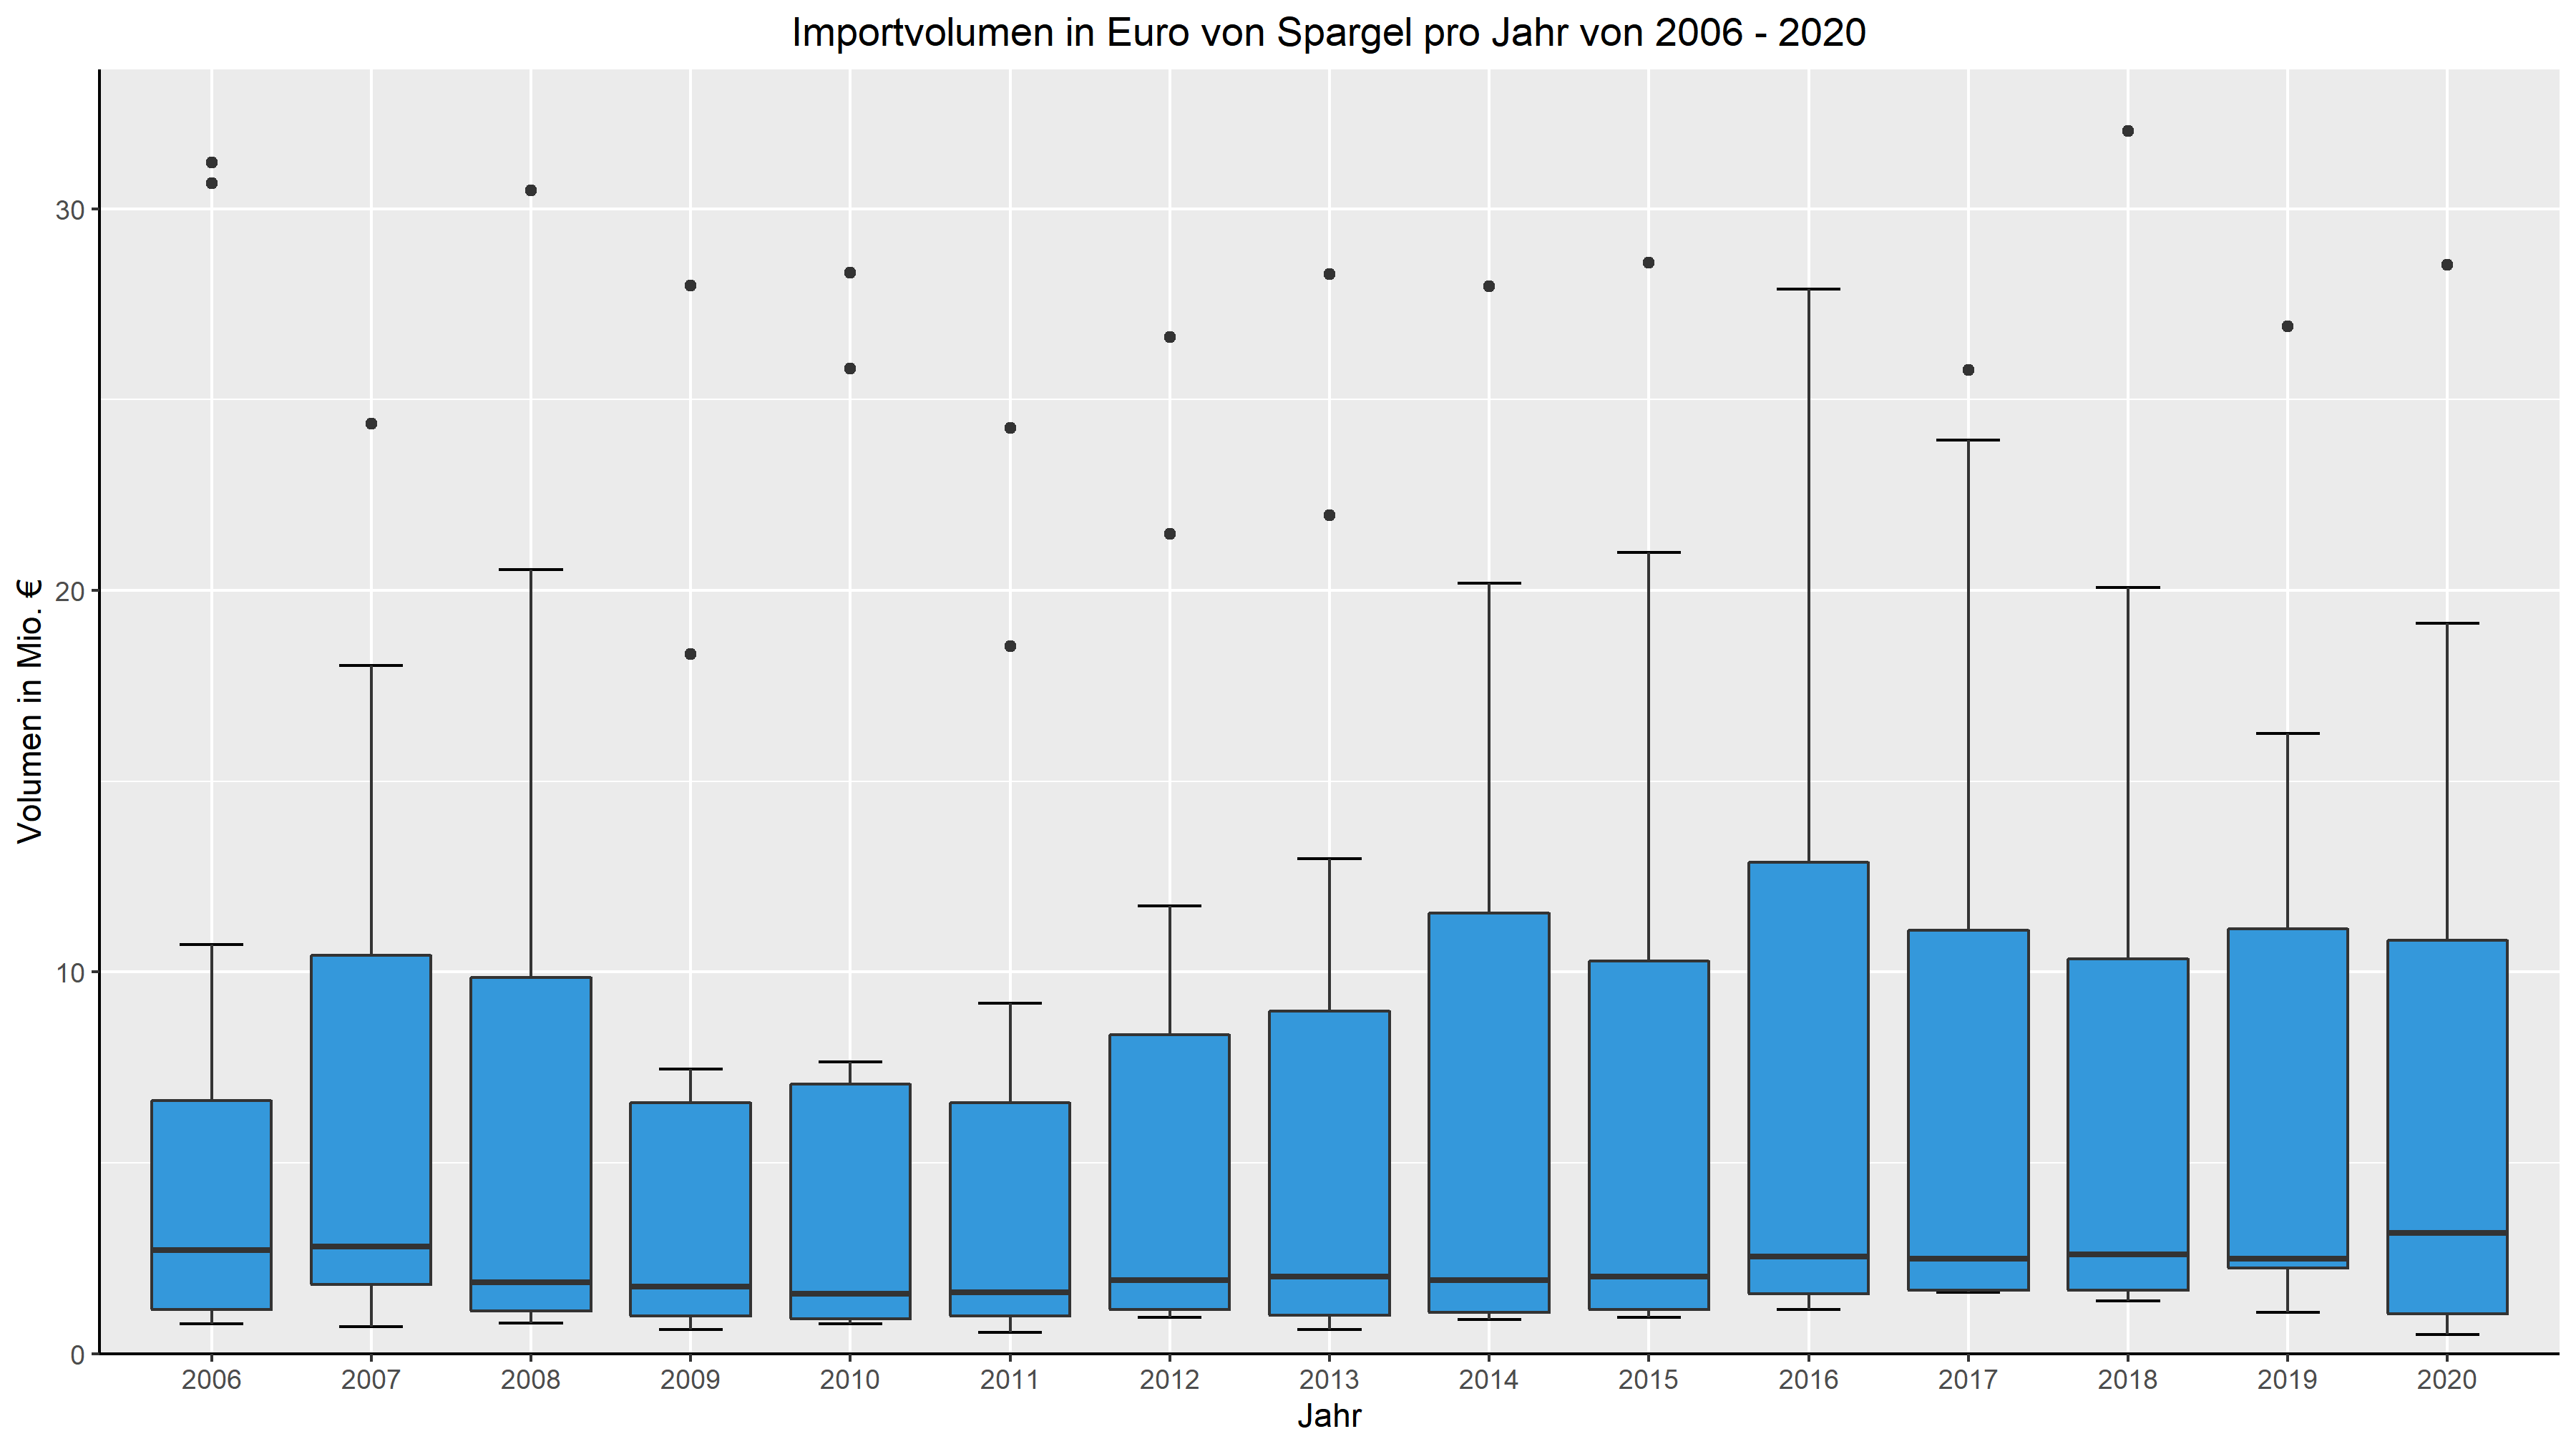 Importvolumen in Euro von Spargel pro Jahr von 2006 - 2020
Volumen in Mio. €
30
20
10
0
2006 2007 2008 2009 2010 2011 2012 2013 2014 2015 2016 2017 2018 2019 2020
Jahr